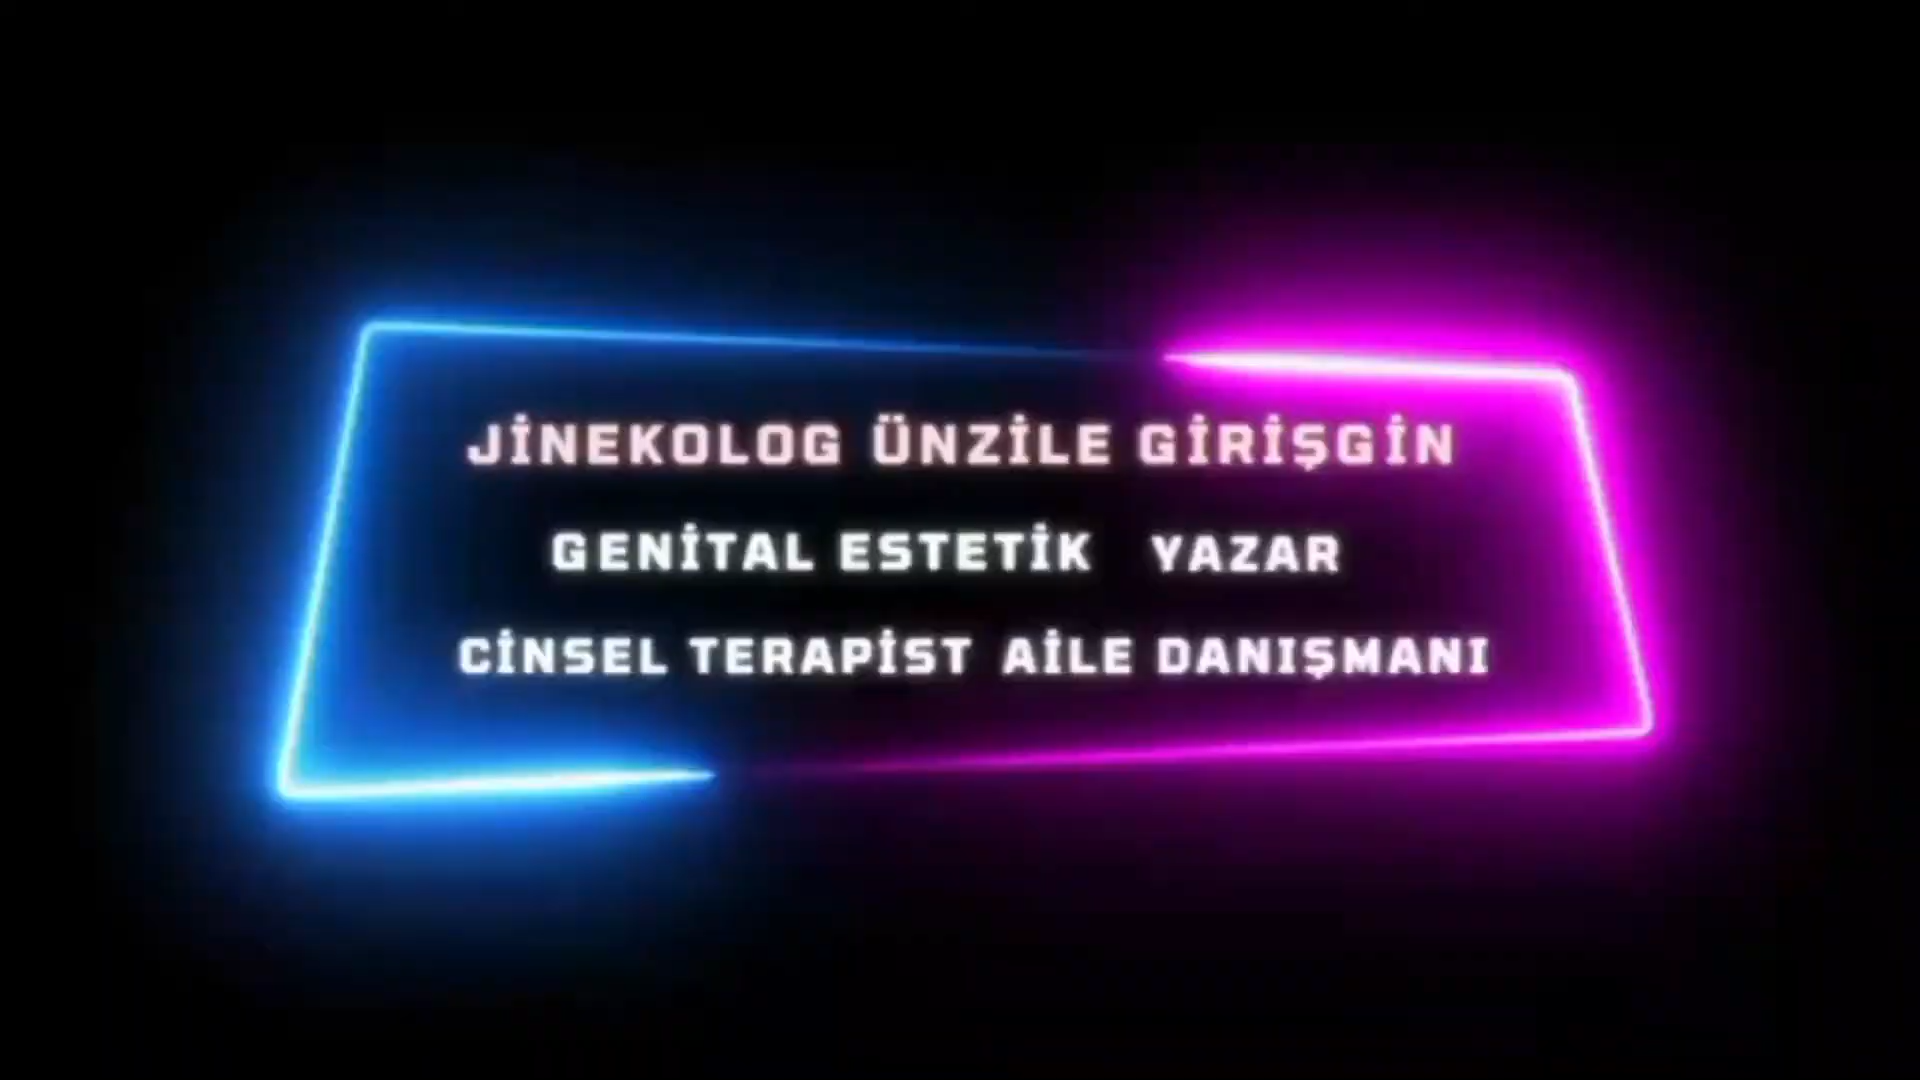 JİNEKOLOG ÜNZİLE GİRİŞGİN
GENİTAL ESTETİK YAZAR
CİNSEL TERAPİST AİLE DANIŞMANI